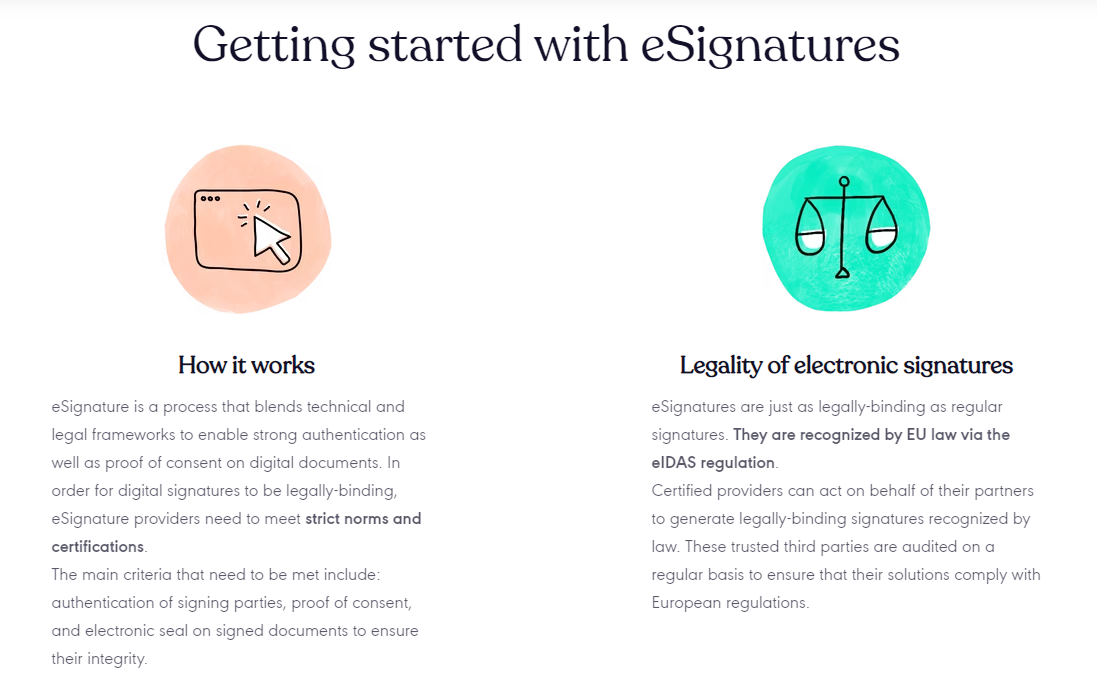 Getting started with eSignatures
How it works
eSignature is a process that blends technical and
legal frameworks to enable strong authentication as
well as proof of consent on digital documents. In
order for digital signatures to be legally-binding,
eSignature providers need to meet strict norms and
certifications.
The main criteria that need to be met include:
authentication of signing parties, proof of consent,
and electronic seal on signed documents to ensure
their integrity.
Legality of electronic signatures
eSignatures are just as legally-binding as regular
signatures. They are recognized by EU law via the
eIDAS regulation.
Certified providers can act on behalf of their partners
to generate legally-binding signatures recognized by
law. These trusted third parties are audited on a
regular basis to ensure that their solutions comply with
European regulations.